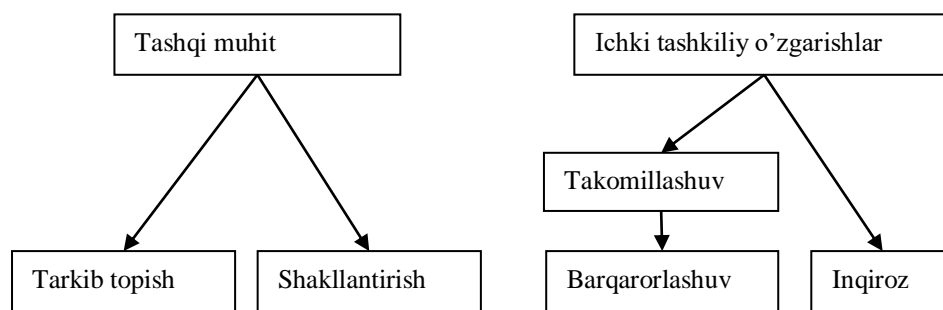 Tashqi muhit
Ichki tashkiliy o’zgarishlar
Takomillashuv
Tarkib topish
Shakllantirish
Barqarorlashuv
Inqiroz